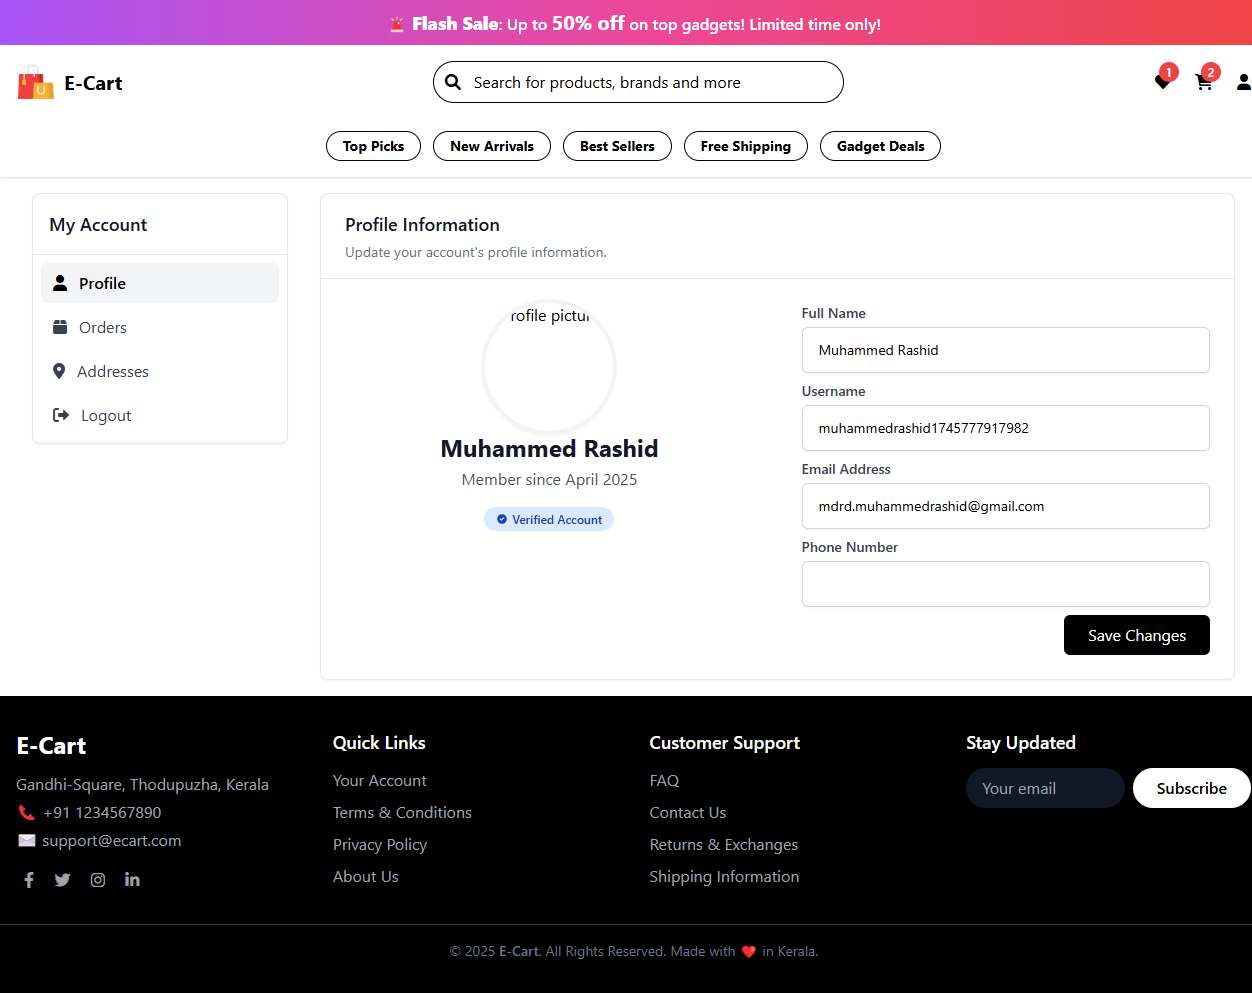 Flash Sale: Up to 50% off on top gadgets! Limited time only!
E-Cart
Search for products, brands and more
1
2
Top Picks
New Arrivals
Best Sellers
Free Shipping
Gadget Deals
My Account
Profile
Orders
Addresses
Logout
Profile Information
Update your account's profile information.
rofile pictu
Muhammed Rashid
Member since April 2025
Verified Account
Full Name
Muhammed Rashid
Username
muhammedrashid1745777917982
Email Address
mdrd.muhammedrashid@gmail.com
Phone Number
Save Changes
E-Cart
Gandhi-Square, Thodupuzha, Kerala
+91 1234567890
support@ecart.com
Quick Links
Your Account
Terms & Conditions
Privacy Policy
About Us
Customer Support
FAQ
Contact Us
Returns & Exchanges
Shipping Information
Stay Updated
Your email
Subscribe
© 2025 E-Cart. All Rights Reserved. Made with ❤️ in Kerala.